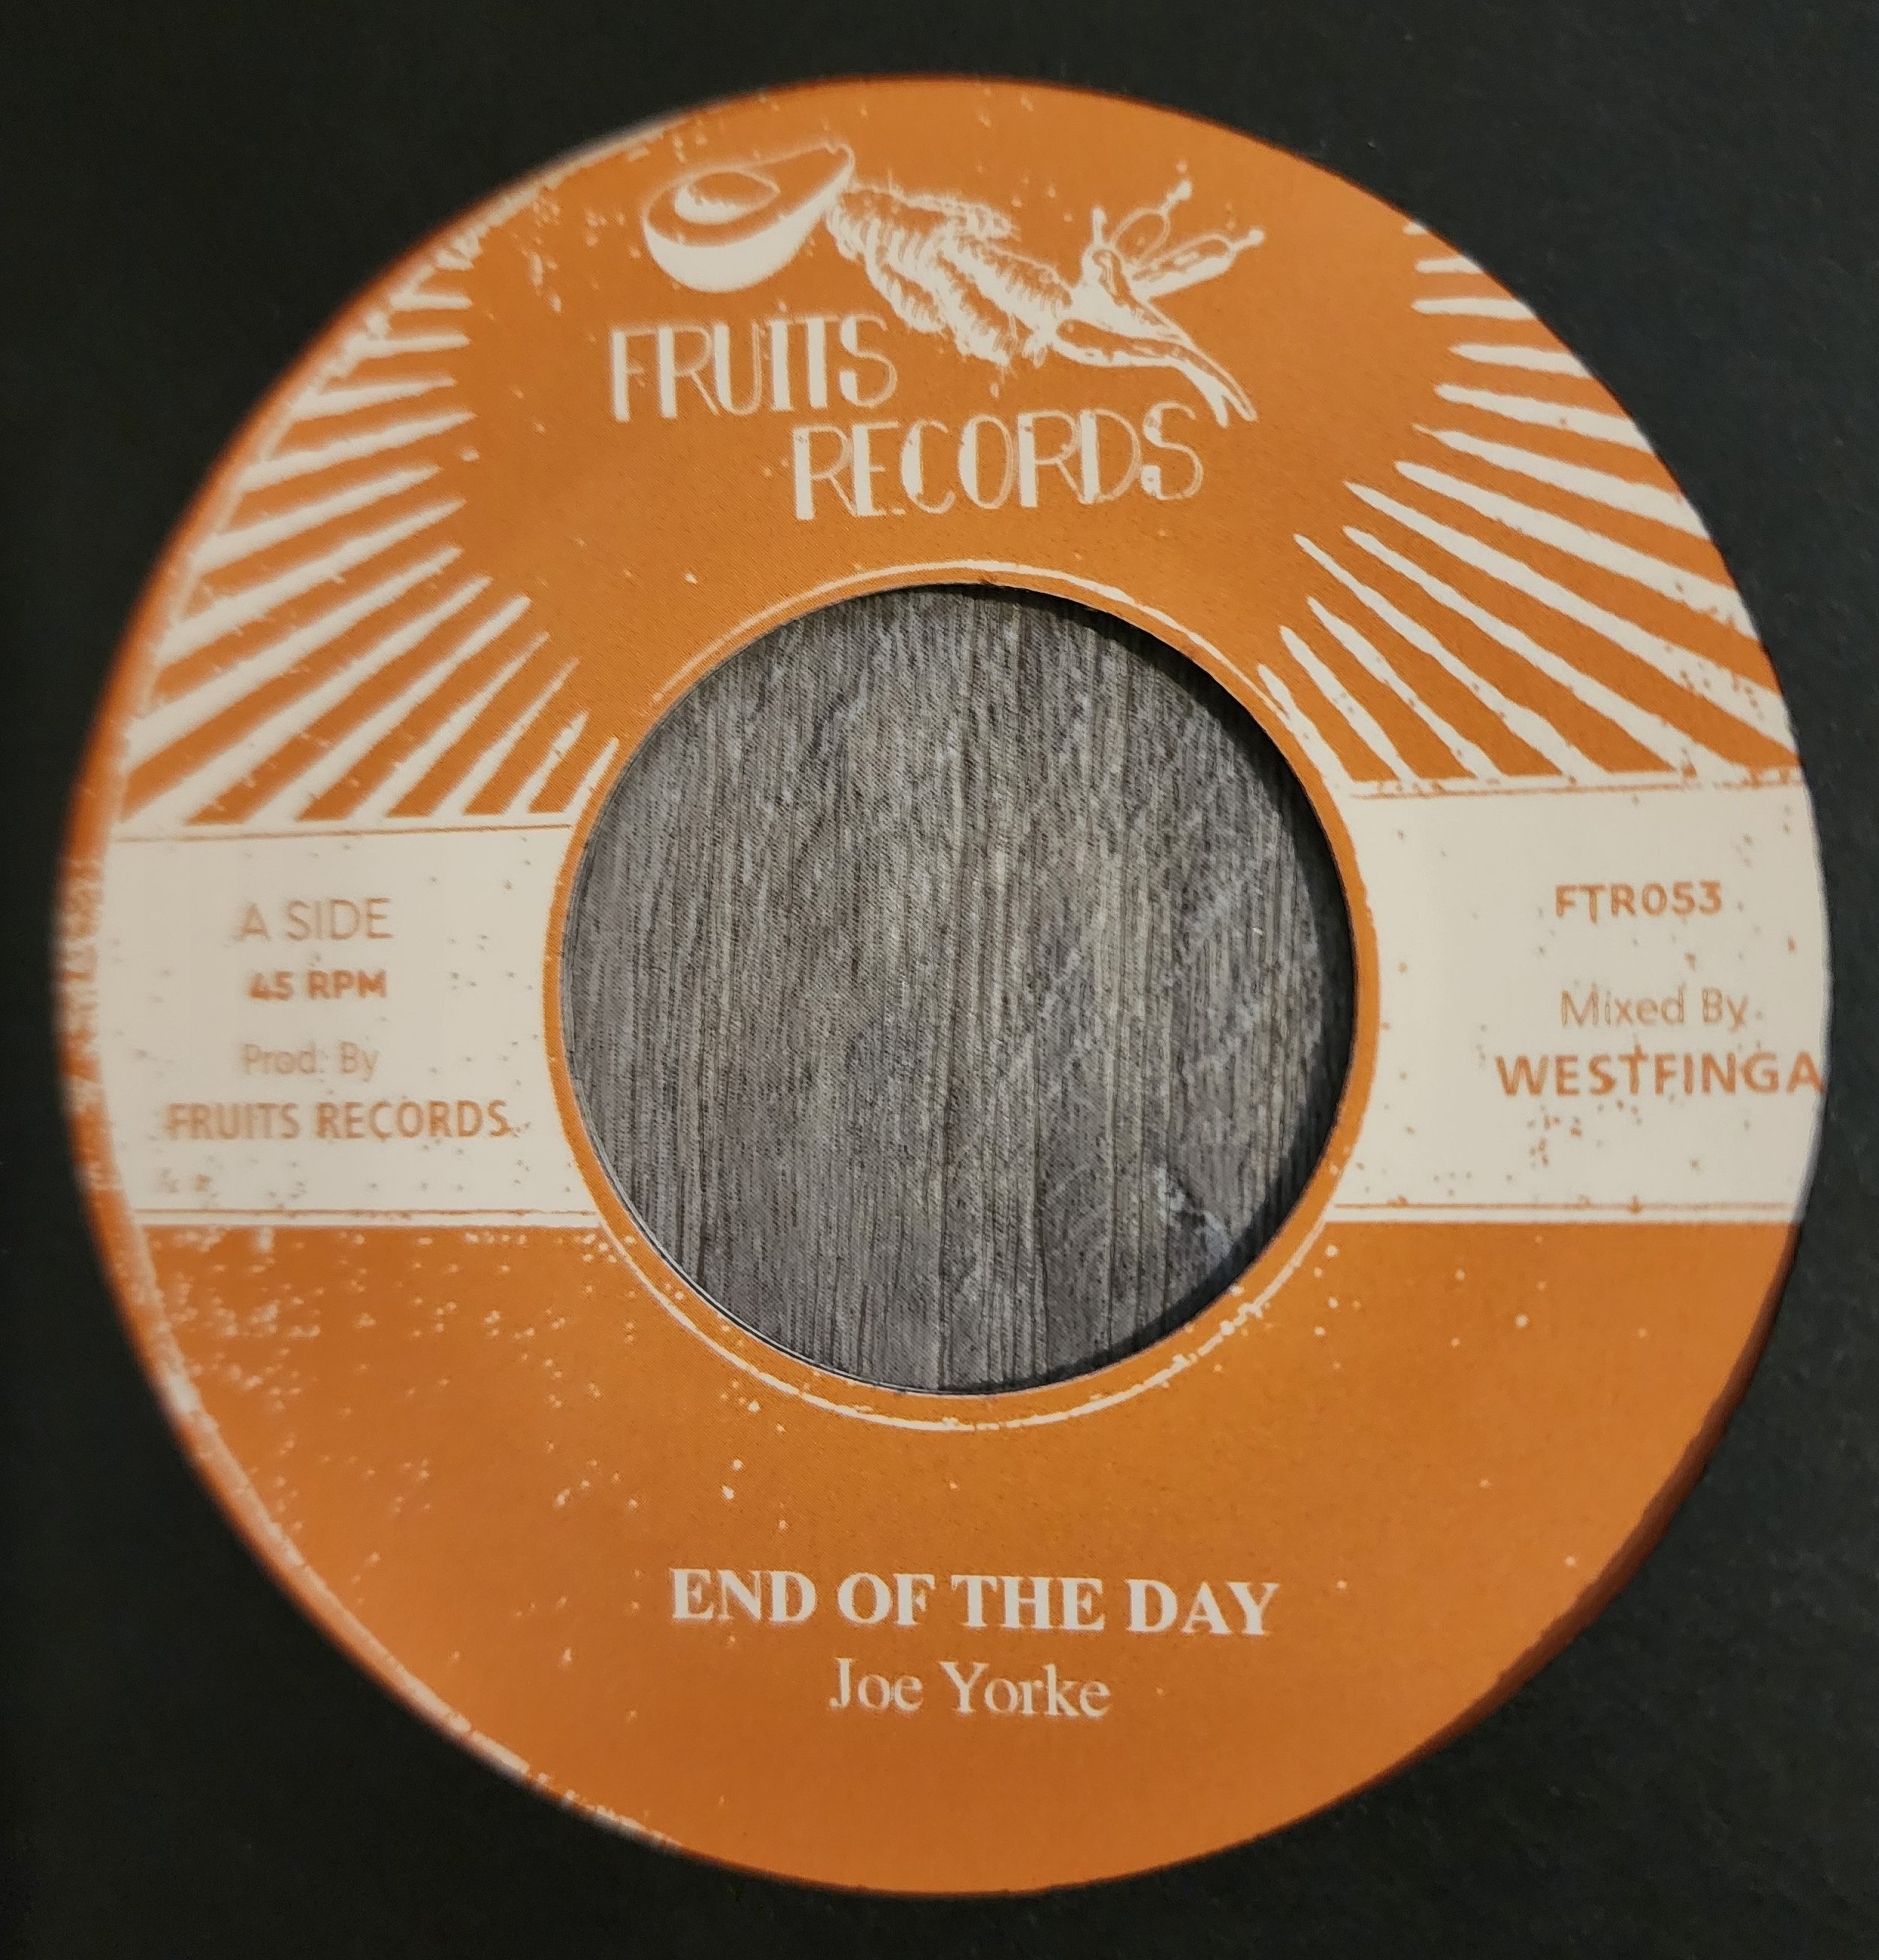 FRUITS
RECORDS
A SIDE
45 RPM
Prod. By
FRUITS RECORDS
FTR053
Mixed By
WESTFINGA
END OF THE DAY
Joe Yorke